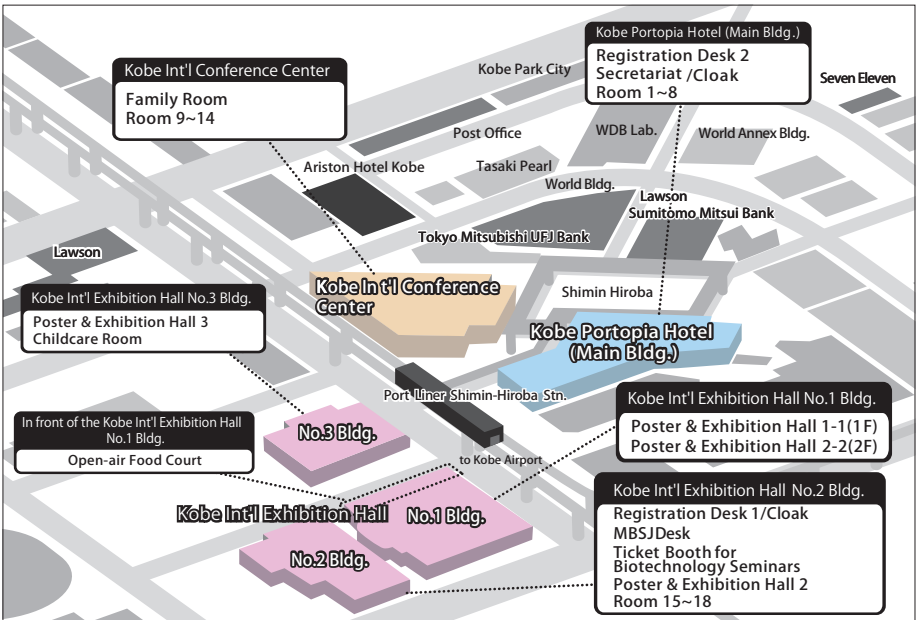 Kobe Portopia Hotel (Main Bldg.)
Registration Desk 2
Secretariat /Cloak
Room 1~8
Kobe Int'l Conference Center
Family Room
Room 9~14
Kobe Park City
Seven Eleven
Post Office
WDB Lab.
World Annex Bldg.
Ariston Hotel Kobe
Tasaki Pearl
World Bldg.
Lawson
Sumitomo Mitsui Bank
Tokyo Mitsubishi UFJ Bank
Lawson
Kobe In t'l Conference
Center
Shimin Hiroba
Kobe Int'l Exhibition Hall No.3 Bldg.
Poster & Exhibition Hall 3
Childcare Room
Kobe Portopia Hotel
(Main Bldg.)
Port Liner Shimin-Hiroba Stn.
Kobe Int'l Exhibition Hall No.1 Bldg.
Poster & Exhibition Hall 1-1(1F)
Poster & Exhibition Hall 2-2(2F)
In front of the Kobe Int'l Exhibition Hall
No.1 Bldg.
Open-air Food Court
No.3 Bldg.
to Kobe Airport
Kobe Int'l Exhibition Hall
No.1 Bldg.
No.2 Bldg.
Kobe Int'l Exhibition Hall No.2 Bldg.
Registration Desk 1/Cloak
MBSJDesk
Ticket Booth for
Biotechnology Seminars
Poster & Exhibition Hall 2
Room 15~18